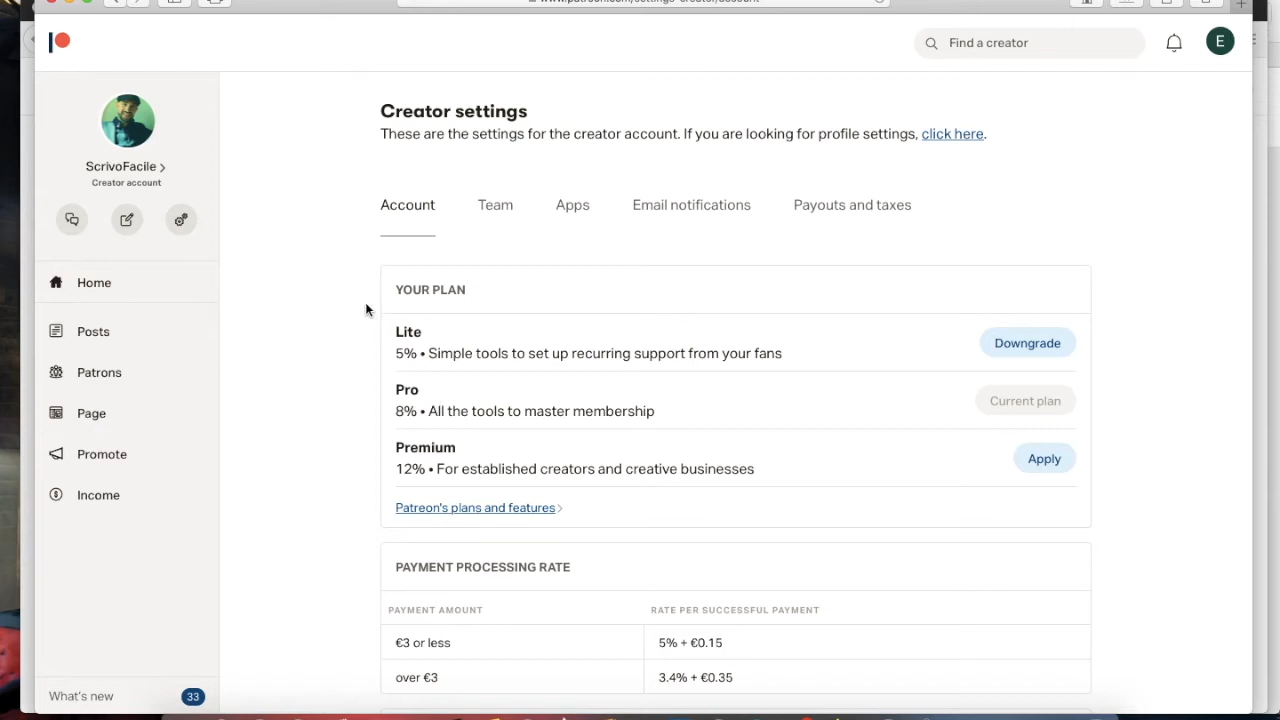 Find a creator
E
ScrivoFacile
Creator account
Home
Posts
Patrons
Page
Promote
Income
What's new
33
Creator settings
These are the settings for the creator account. If you are looking for profile settings, click here.
Account
Team
Apps
Email notifications
Payouts and taxes
YOUR PLAN
Lite
5% • Simple tools to set up recurring support from your fans
Downgrade
Pro
8% • All the tools to master membership
Current plan
Premium
12% • For established creators and creative businesses
Apply
Patreon's plans and features
PAYMENT PROCESSING RATE
PAYMENT AMOUNT
RATE PER SUCCESSFUL PAYMENT
€3 or less
5% + €0.15
over €3
3.4% + €0.35